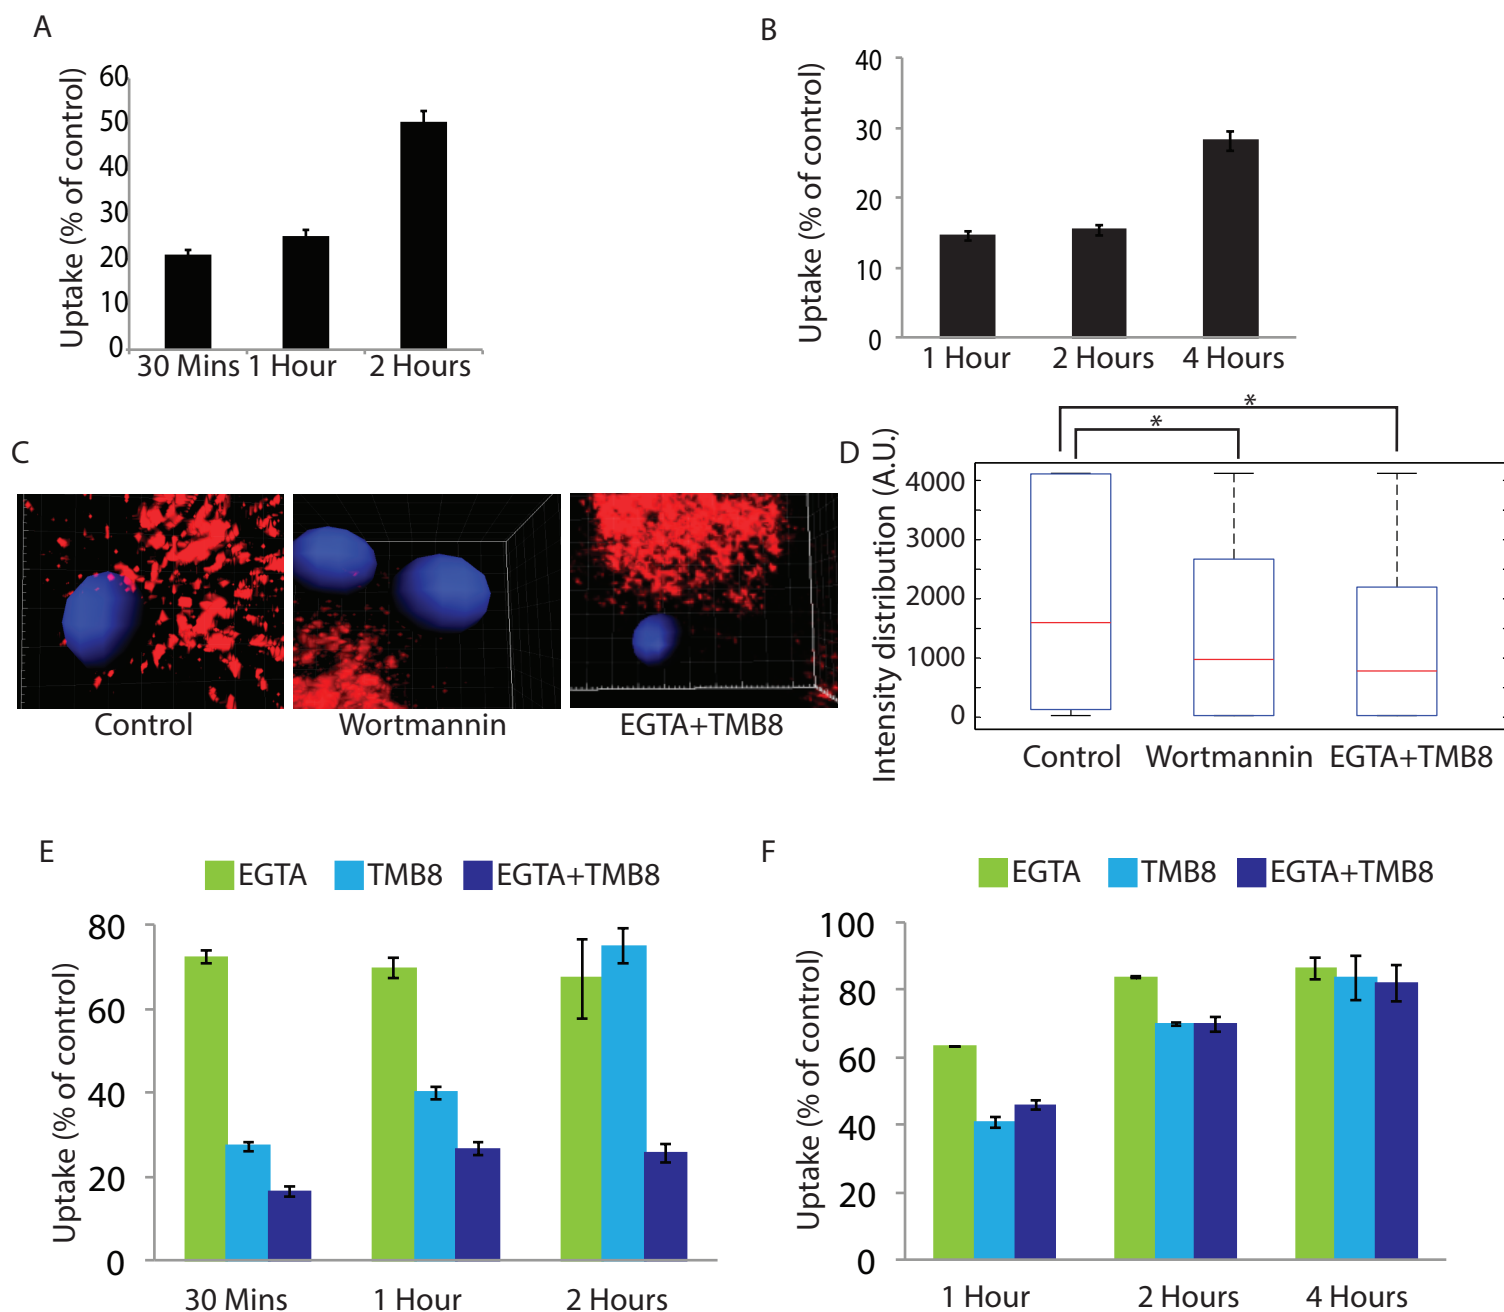 A
Uptake (% of control)
60
50
40
30
20
10
0
30 Mins 1 Hour 2 Hours
B
Uptake (% of control)
40
30
20
10
0
1 Hour 2 Hours 4 Hours
C
Control Wortmannin EGTA+TMB8
D
* *
Intensity distribution (A.U.)
4000
3000
2000
1000
0
Control Wortmannin EGTA+TMB8
E
EGTA TMB8 EGTA+TMB8
Uptake (% of control)
80
60
40
20
0
30 Mins 1 Hour 2 Hours
F
EGTA TMB8 EGTA+TMB8
Uptake (% of control)
100
80
60
40
20
0
1 Hour 2 Hours 4 Hours